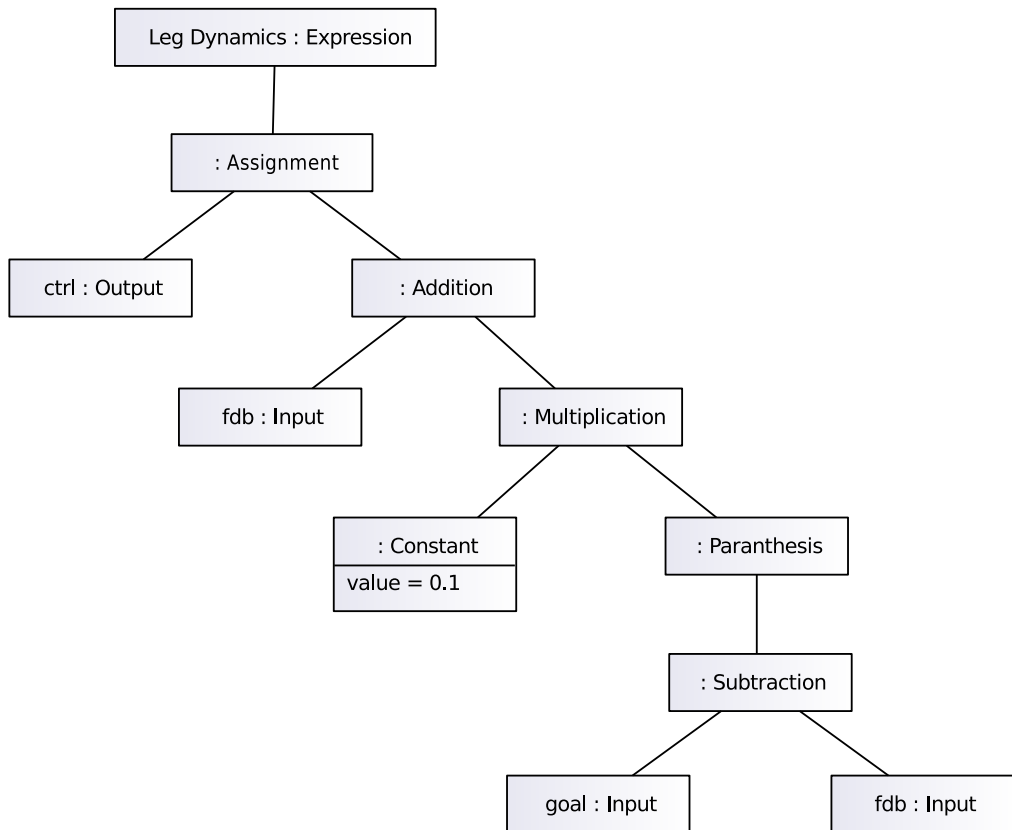 Leg Dynamics : Expression
: Assignment
ctrl : Output
: Addition
fdb : Input
: Multiplication
: Constant
value = 0.1
: Paranthesis
: Subtraction
goal : Input
fdb : Input